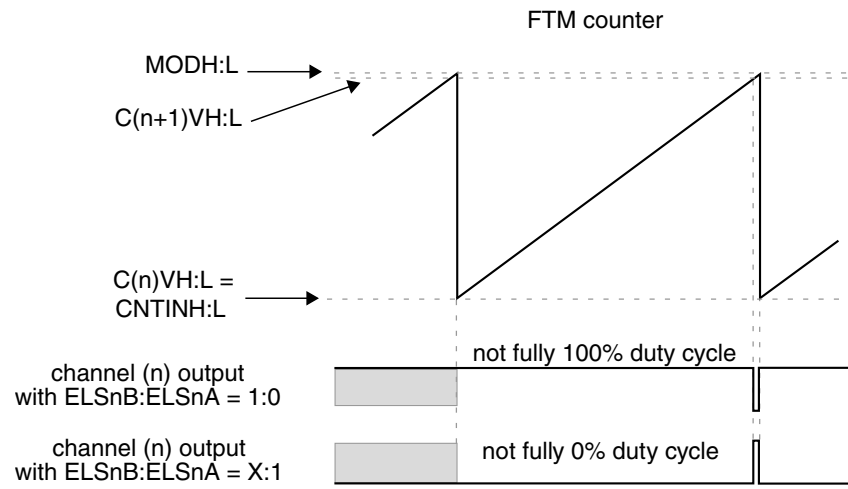 FTM counter
MODH:L
C(n+1)VH:L
C(n)VH:L =
CNTINH:L
not fully 100% duty cycle
channel (n) output
with ELSnB:ELSnA = 1:0
channel (n) output
with ELSnB:ELSnA = X:1
not fully 0% duty cycle